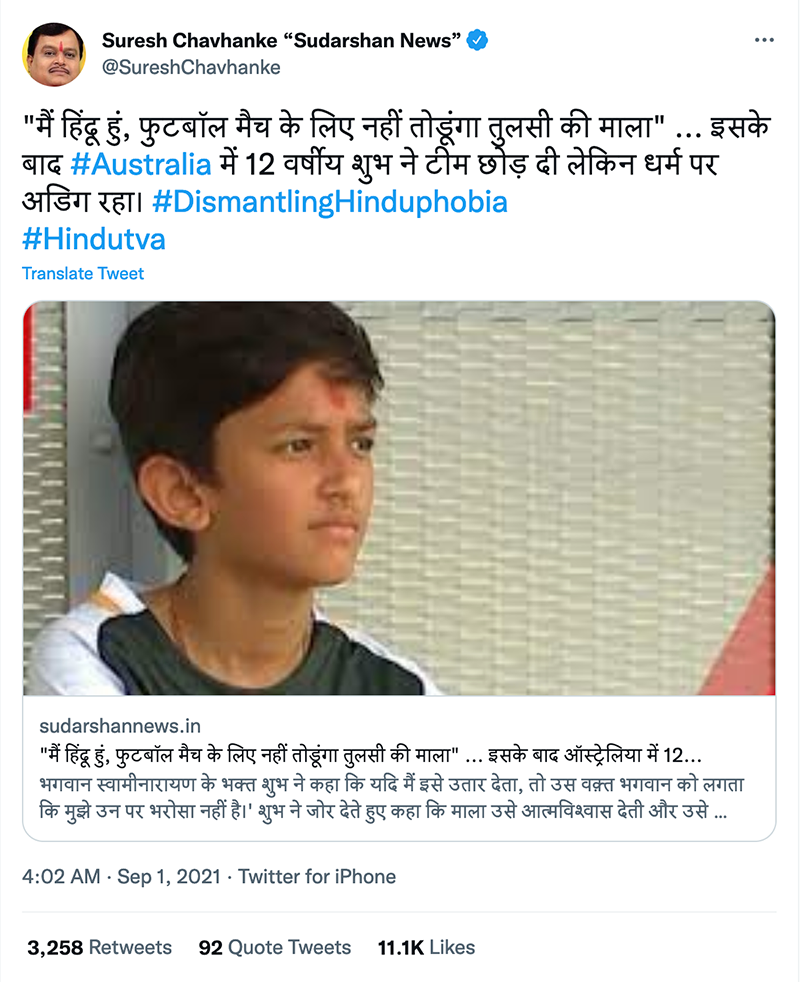 Suresh Chavhanke “Sudarshan News”
@SureshChavhanke
"मैं हिंदू हुं, फुटबॉल मैच के लिए नहीं तोडूंगा तुलसी की माला" ... इसके
बाद #Australia में 12 वर्षीय शुभ ने टीम छोड़ दी लेकिन धर्म पर
अडिग रहा। #DismantlingHinduphobia
#Hindutva
Translate Tweet
sudarshannews.in
"मैं हिंदू हुं, फुटबॉल मैच के लिए नहीं तोडूंगा तुलसी की माला" ... इसके बाद ऑस्ट्रेलिया में 12...
भगवान स्वामीनारायण के भक्त शुभ ने कहा कि यदि मैं इसे उतार देता, तो उस वक़्त भगवान को लगता
कि मुझे उन पर भरोसा नहीं है।' शुभ ने जोर देते हुए कहा कि माला उसे आत्मविश्वास देती और उसे ...
4:02 AM · Sep 1, 2021 · Twitter for iPhone
3,258 Retweets 92 Quote Tweets 11.1K Likes